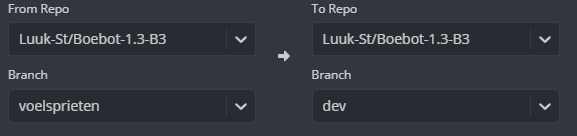 From Repo
To Repo
Luuk-St/Boebot-1.3-B3
Luuk-St/Boebot-1.3-B3
Branch
Branch
voelsprieten
dev